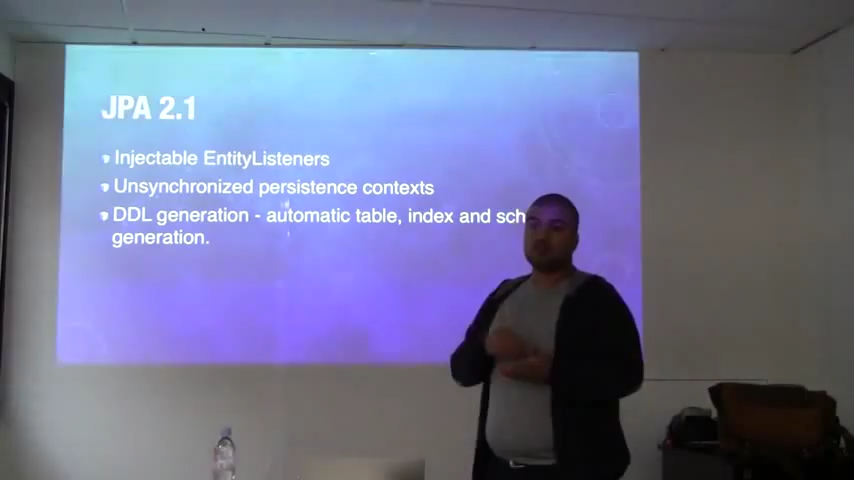 JPA 2.1
Injectable EntityListeners
Unsynchronized persistence contexts
DDL generation - automatic table, index and sch
generation.